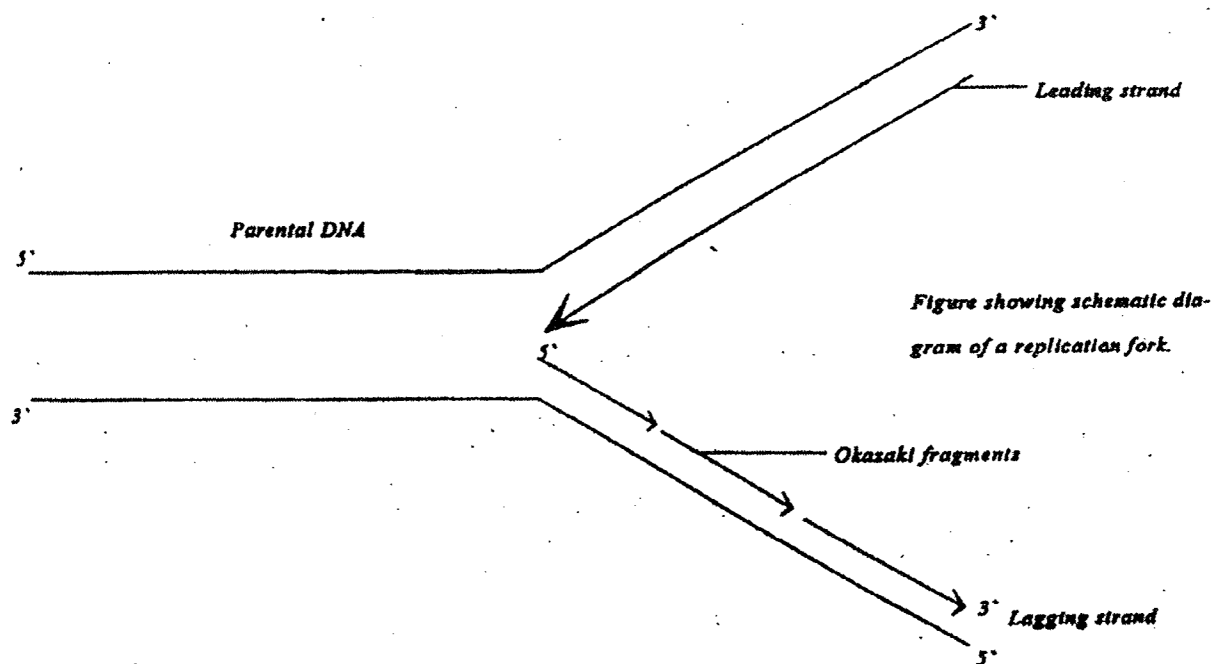 3`
Leading strand
Parental DNA
5`
Figure showing schematic dia-
gram of a replication fork.
5`
3`
Okazaki fragments
3`
Lagging strand
5`